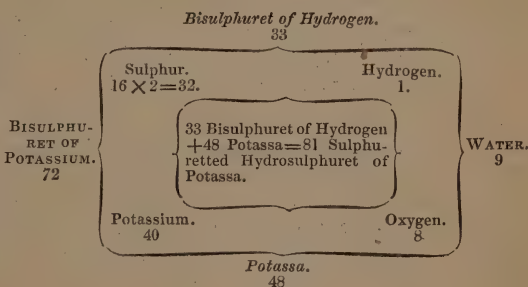 Bisulphuret of Hydrogen.
33
Sulphur.
16 × 2=32.
Hydrogen.
1.
BISULPHU-
RET OF
POTASSIUM.
72
33 Bisulphuret of Hydrogen
+48 Potassa=81 Sulphu-
retted Hydrosulphuret of
Potassa.
WATER.
9
Potassium.
40
Oxygen.
8
Potassa.
48